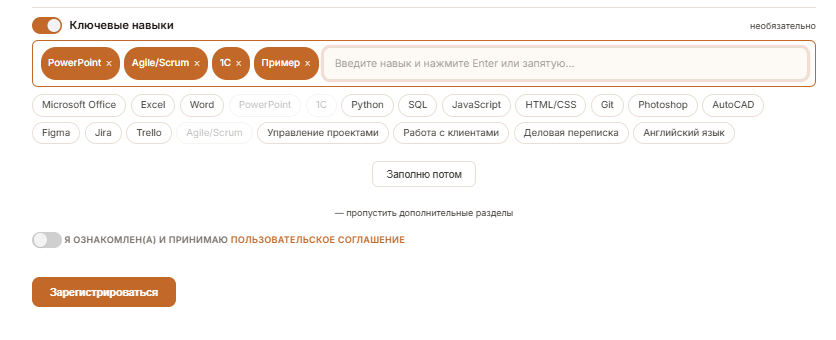 Ключевые навыки необязательно
PowerPoint × Agile/Scrum × 1С × Пример × Введите навык и нажмите Enter или запятую...
Microsoft Office Excel Word PowerPoint 1С Python SQL JavaScript HTML/CSS Git Photoshop AutoCAD
Figma Jira Trello Agile/Scrum Управление проектами Работа с клиентами Деловая переписка Английский язык
Заполню потом
— пропустить дополнительные разделы
Я ОЗНАКОМЛЕН(А) И ПРИНИМАЮ ПОЛЬЗОВАТЕЛЬСКОЕ СОГЛАШЕНИЕ
Зарегистрироваться